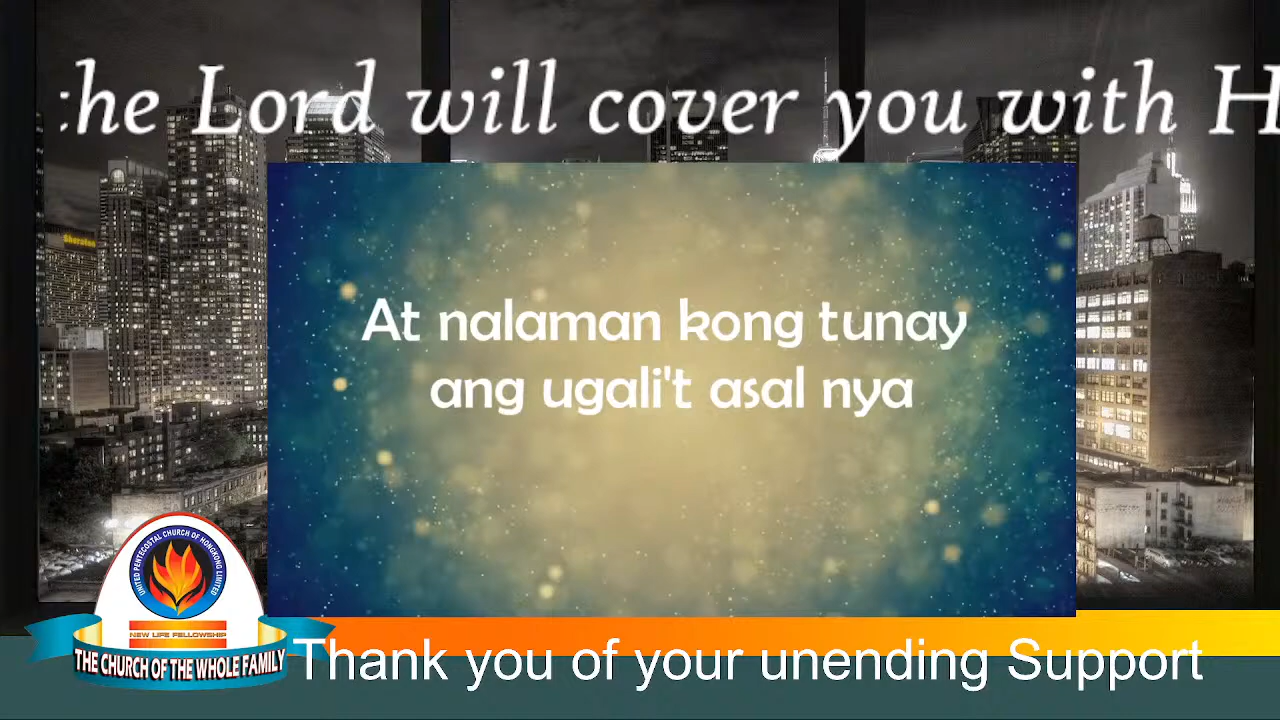 the Lord will cover you with H
Sheraton
At nalaman kong tunay
ang ugali't asal nya
UNITED PENTECOSTAL CHURCH OF HONGKONG LIMITED
NEW LIFE FELLOWSHIP
THE CHURCH OF THE WHOLE FAMILY
Thank you of your unending Support